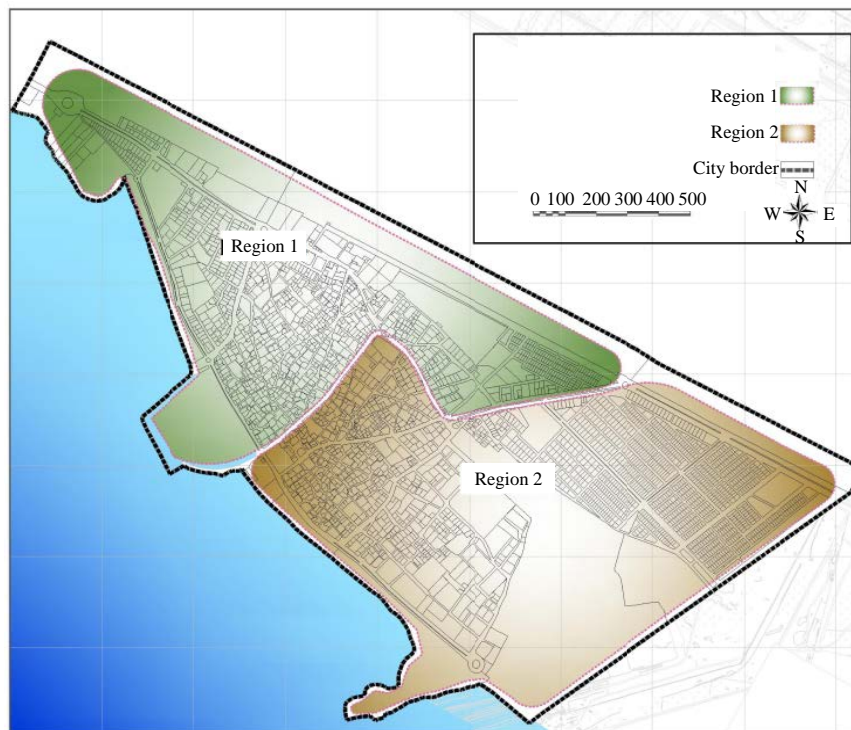 Region 1
Region 2
City border
N
0 100 200 300 400 500
W E
S
] Region 1
Region 2